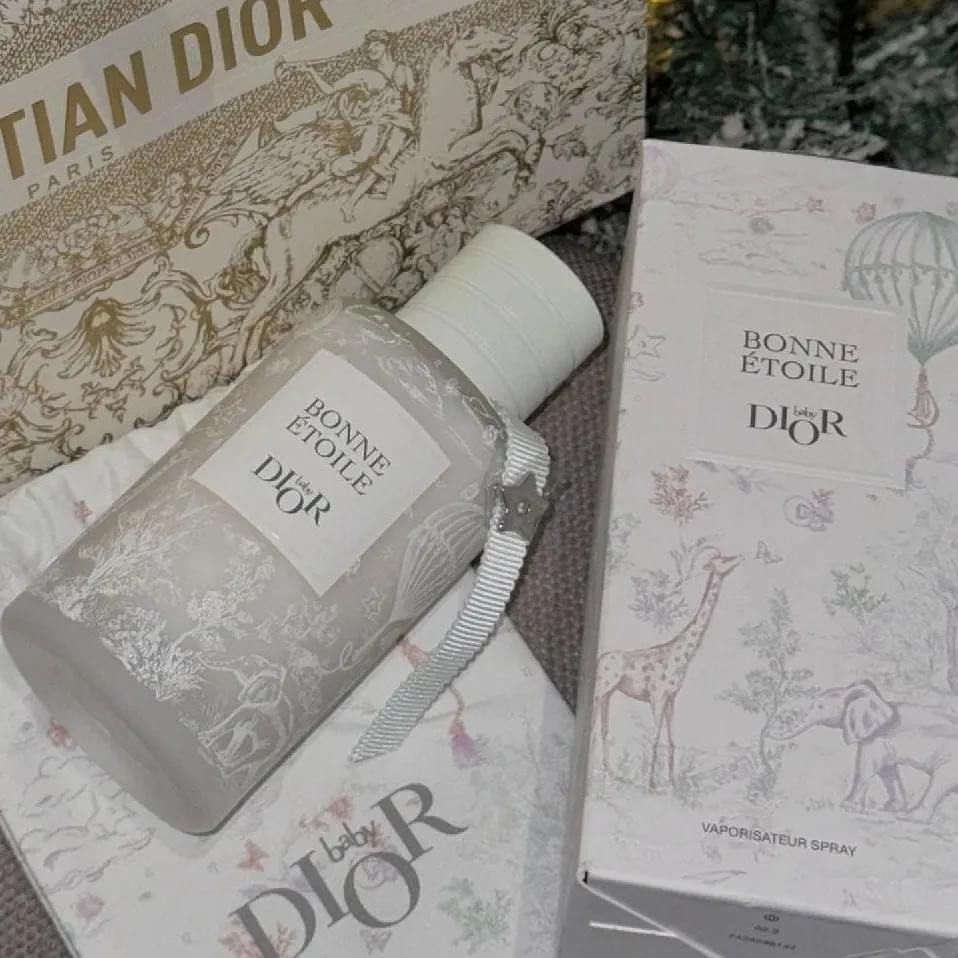 TIAN DIOR
PARIS
BONNE
ÉTOILE
baby
DIOR
BONNE
ÉTOILE
baby
DIOR
baby
DIOR
VAPORISATEUR SPRAY